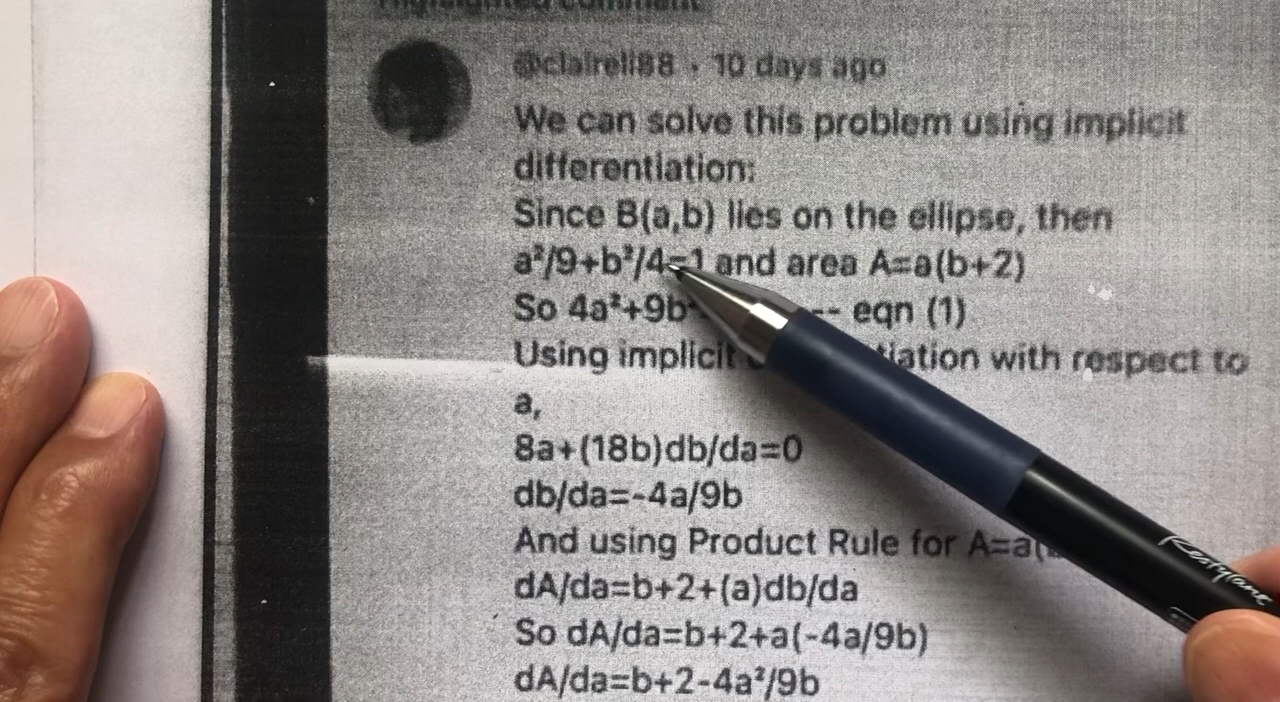 Highlighted comment
@claireli88 · 10 days ago
We can solve this problem using implicit
differentiation:
Since B(a,b) lies on the ellipse, then
a²/9+b²/4=1 and area A=a(b+2)
So 4a²+9b -- eqn (1)
Using implicit tiation with respect to
a,
8a+(18b)db/da=0
db/da=-4a/9b
And using Product Rule for A=a(
dA/da=b+2+(a)db/da
So dA/da=b+2+a(-4a/9b)
dA/da=b+2-4a²/9b